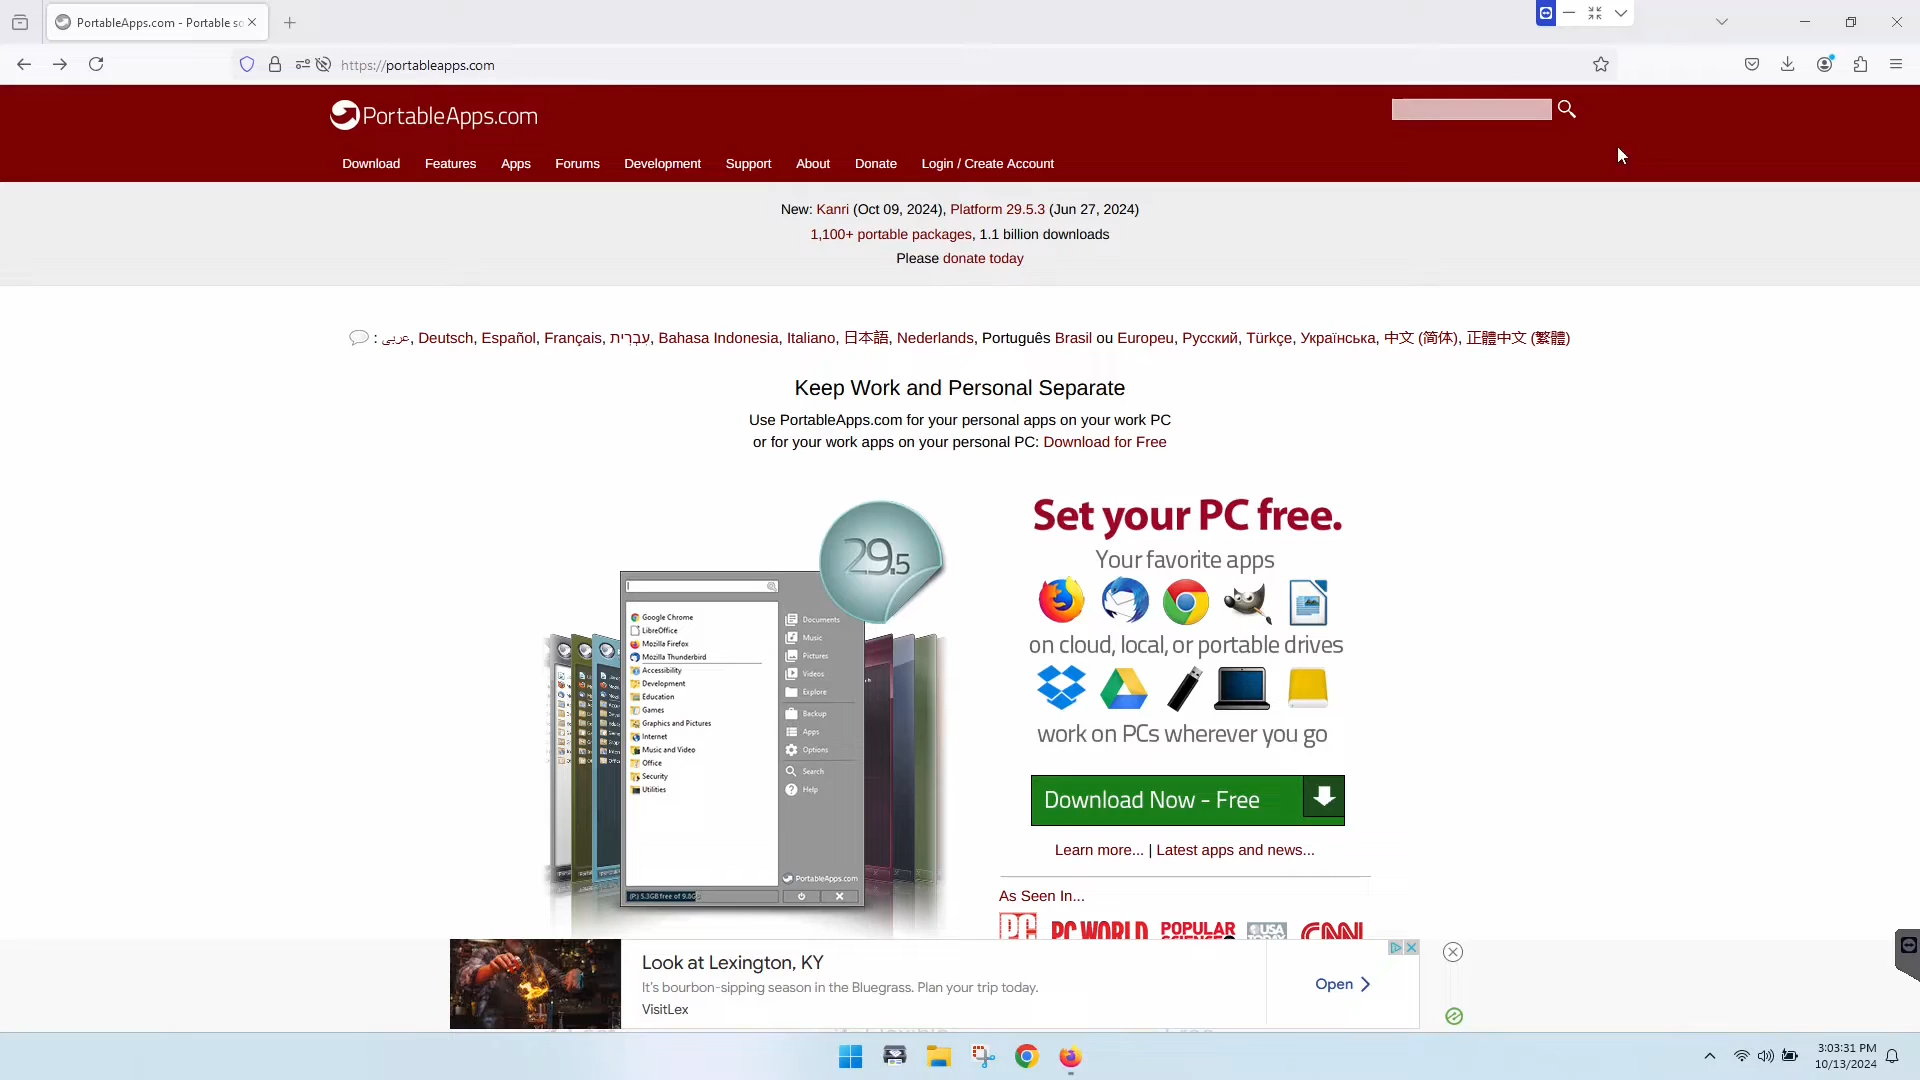 PortableApps.com - Portable so
https://portableapps.com
PortableApps.com
Download Features Apps Forums Development Support About Donate Login / Create Account
New: Kanri (Oct 09, 2024), Platform 29.5.3 (Jun 27, 2024)
1,100+ portable packages, 1.1 billion downloads
Please donate today
: عربي, Deutsch, Español, Français, עִבְרִית, Bahasa Indonesia, Italiano, 日本語, Nederlands, Português Brasil ou Europeu, Русский, Türkçe, Українська, 中文 (简体), 正體中文 (繁體)
Keep Work and Personal Separate
Use PortableApps.com for your personal apps on your work PC
or for your work apps on your personal PC: Download for Free
29.5
Google Chrome
LibreOffice
Mozilla Firefox
Mozilla Thunderbird
Accessibility
Development
Education
Games
Graphics and Pictures
Internet
Music and Video
Office
Security
Utilities
Documents
Music
Pictures
Videos
Explore
Backup
Apps
Options
Search
Help
PortableApps.com
(P:) 5.3GB free of 9.8GB
Set your PC free.
Your favorite apps
on cloud, local, or portable drives
work on PCs wherever you go
Download Now - Free
Learn more... | Latest apps and news...
As Seen In...
PC PC WORLD POPULAR SCIENCE USA TODAY CNN
Look at Lexington, KY
It's bourbon-sipping season in the Bluegrass. Plan your trip today.
VisitLex
Open
3:03:31 PM
10/13/2024